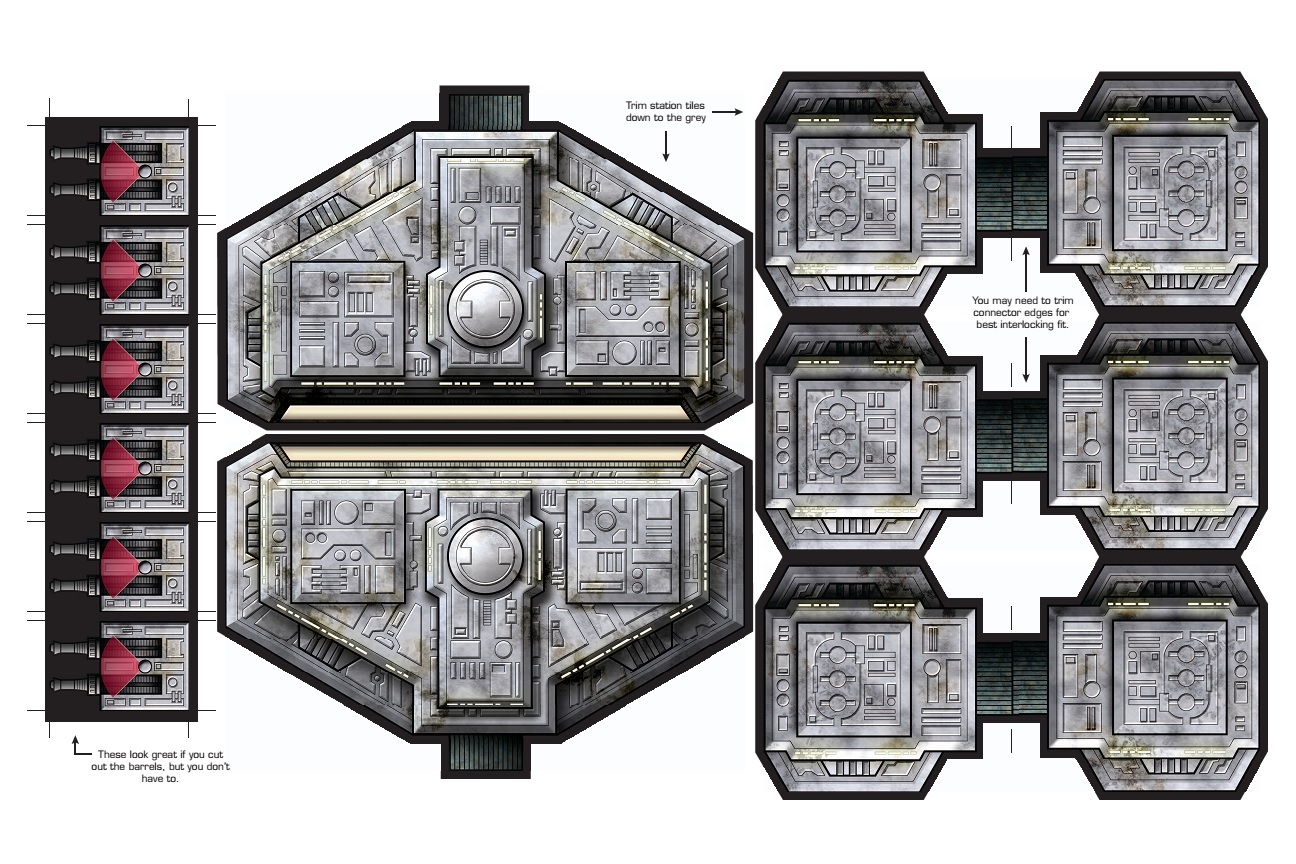 Trim station tiles
down to the grey
You may need to trim
connector edges for
best interlocking fit.
These look great if you cut
out the barrels, but you don't
have to.